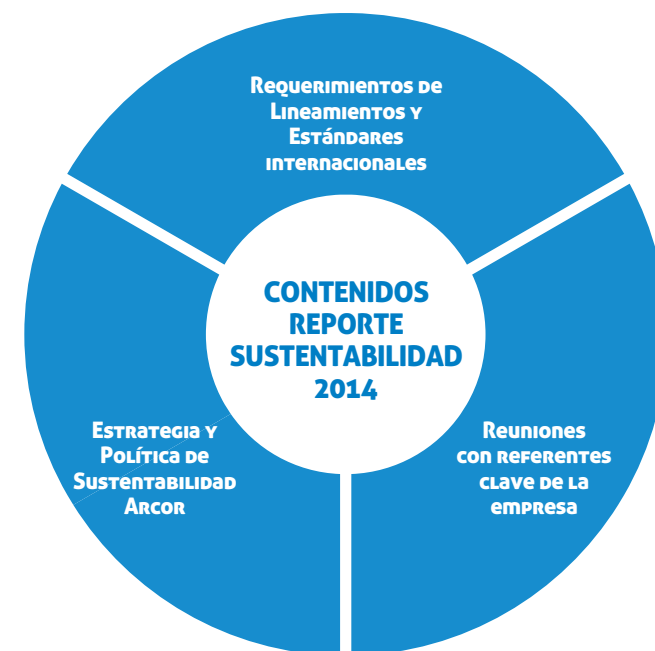 Requerimientos de
Lineamientos y
Estándares
internacionales
CONTENIDOS
REPORTE
SUSTENTABILIDAD
2014
Estrategia y
Política de
Sustentabilidad
Arcor
Reuniones
con referentes
clave de la
empresa